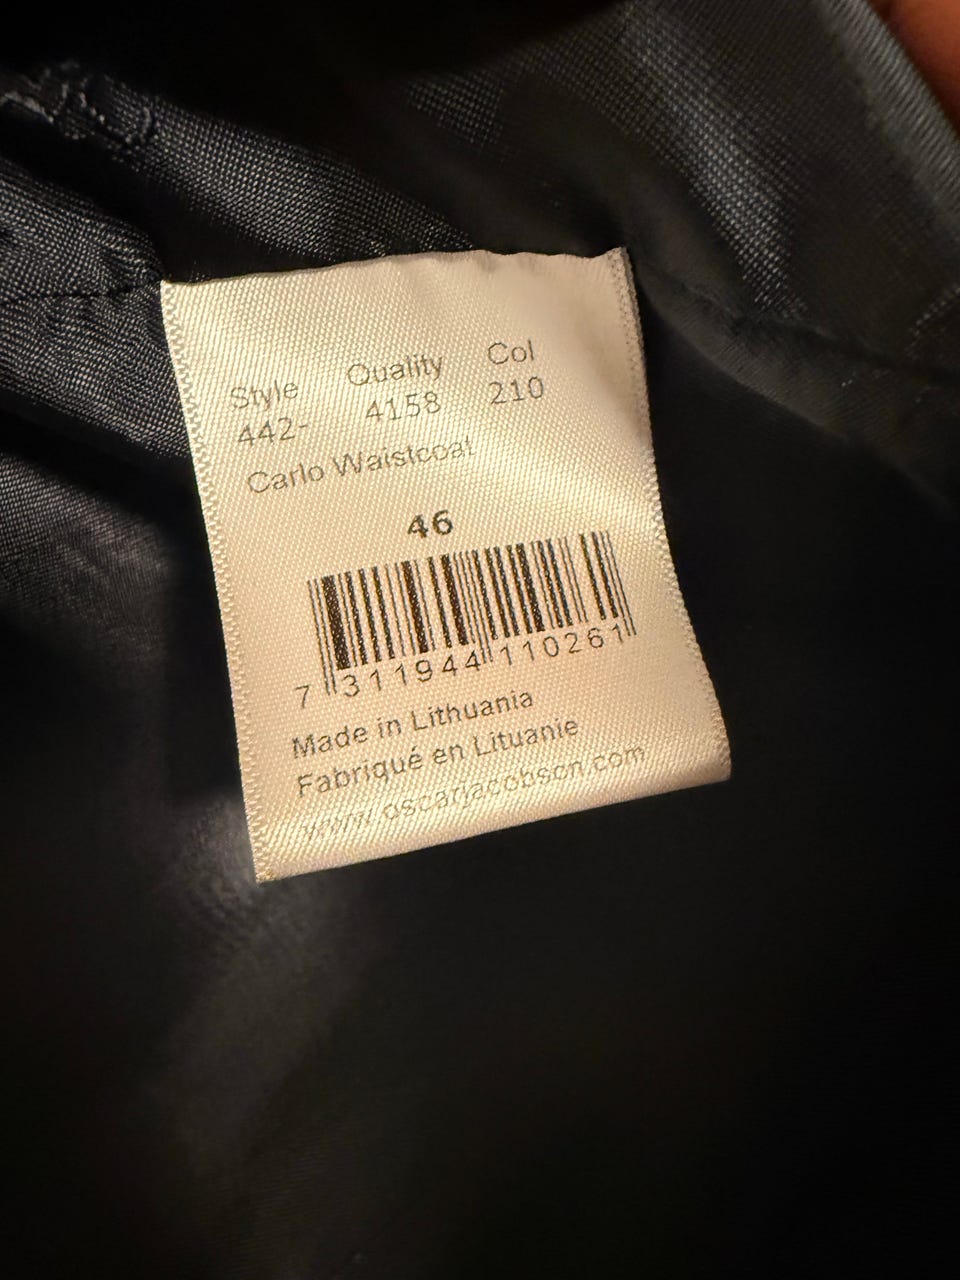 Style Quality Col
442- 4158 210
Carlo Waistcoat
46
7 311944 110261
Made in Lithuania
Fabriqué en Lituanie
www.oscarjacobson.com